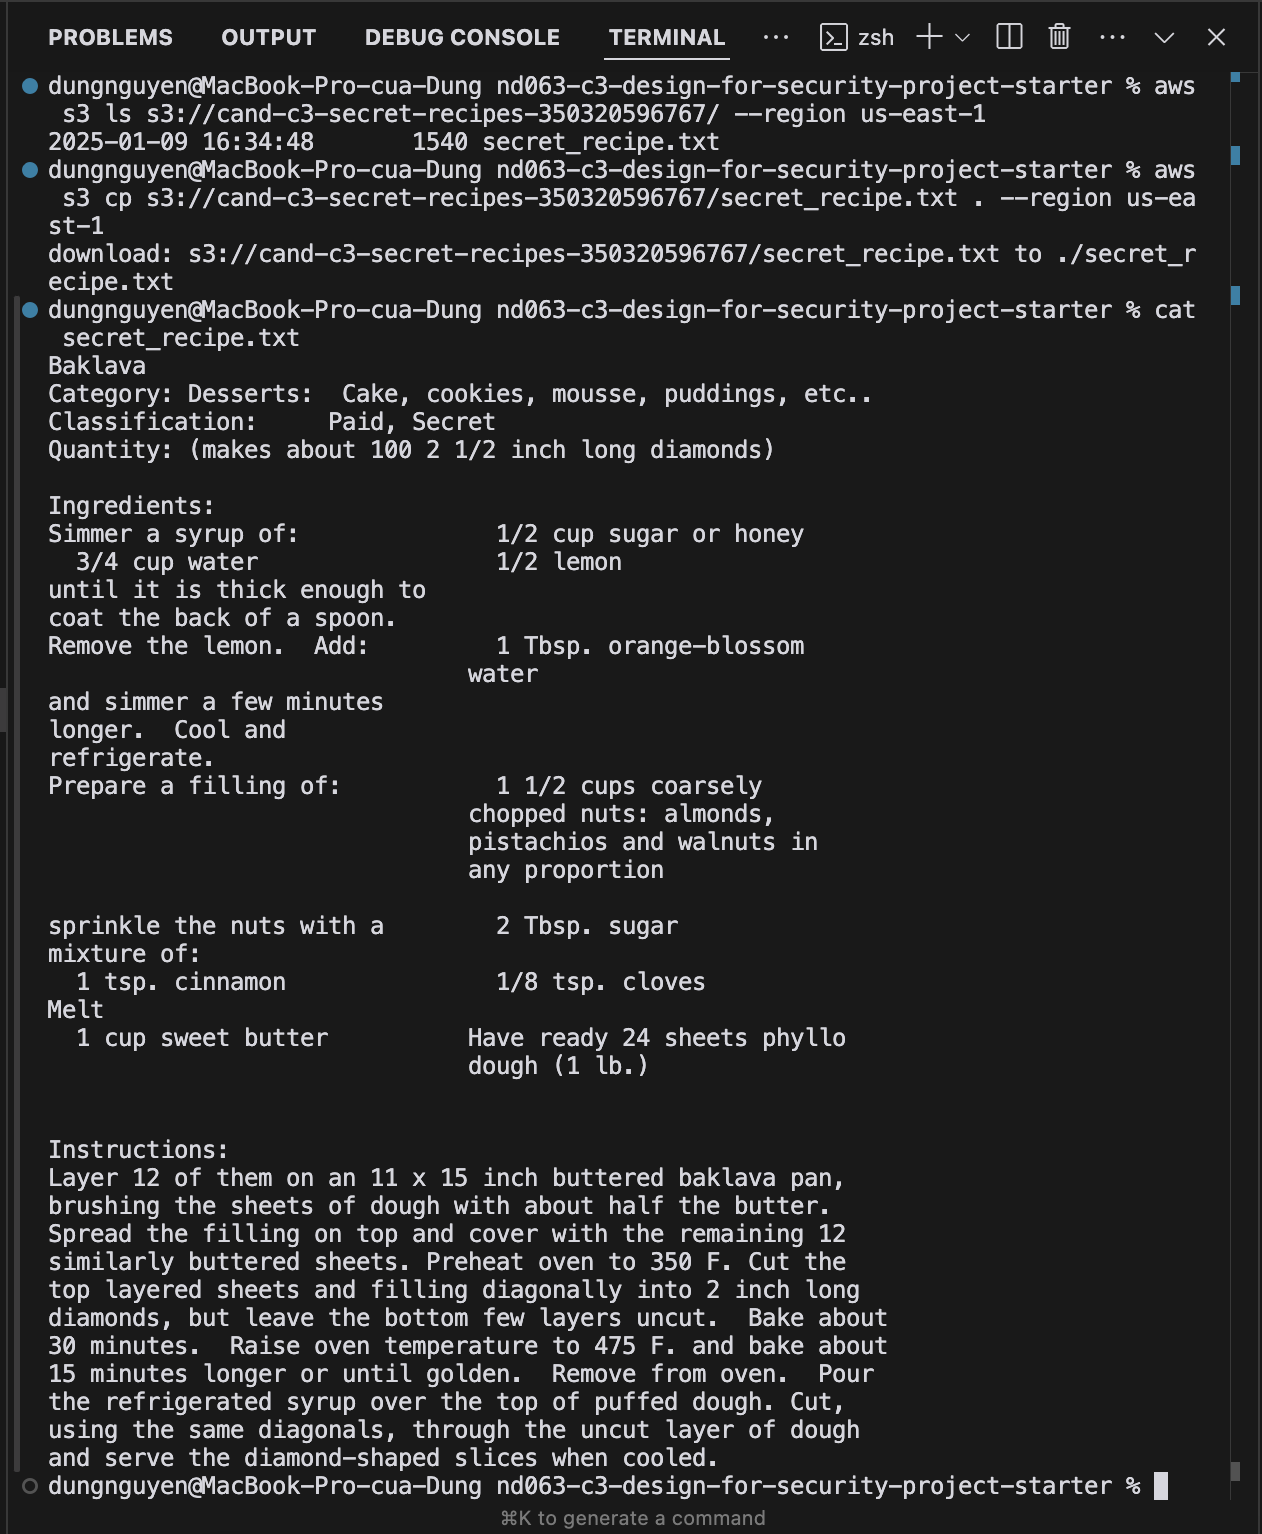 PROBLEMS OUTPUT DEBUG CONSOLE TERMINAL ··· zsh ···
dungnguyen@MacBook-Pro-cua-Dung nd063-c3-design-for-security-project-starter % aws
s3 ls s3://cand-c3-secret-recipes-350320596767/ --region us-east-1
2025-01-09 16:34:48       1540 secret_recipe.txt
dungnguyen@MacBook-Pro-cua-Dung nd063-c3-design-for-security-project-starter % aws
s3 cp s3://cand-c3-secret-recipes-350320596767/secret_recipe.txt . --region us-ea
st-1
download: s3://cand-c3-secret-recipes-350320596767/secret_recipe.txt to ./secret_r
ecipe.txt
dungnguyen@MacBook-Pro-cua-Dung nd063-c3-design-for-security-project-starter % cat
secret_recipe.txt
Baklava
Category: Desserts:  Cake, cookies, mousse, puddings, etc..
Classification:     Paid, Secret
Quantity: (makes about 100 2 1/2 inch long diamonds)
Ingredients:
Simmer a syrup of:              1/2 cup sugar or honey
  3/4 cup water                 1/2 lemon
until it is thick enough to
coat the back of a spoon.
Remove the lemon.  Add:         1 Tbsp. orange-blossom
                              water
and simmer a few minutes
longer.  Cool and
refrigerate.
Prepare a filling of:           1 1/2 cups coarsely
                              chopped nuts: almonds,
                              pistachios and walnuts in
                              any proportion
sprinkle the nuts with a        2 Tbsp. sugar
mixture of:
  1 tsp. cinnamon               1/8 tsp. cloves
Melt
  1 cup sweet butter          Have ready 24 sheets phyllo
                              dough (1 lb.)
Instructions:
Layer 12 of them on an 11 x 15 inch buttered baklava pan,
brushing the sheets of dough with about half the butter.
Spread the filling on top and cover with the remaining 12
similarly buttered sheets. Preheat oven to 350 F. Cut the
top layered sheets and filling diagonally into 2 inch long
diamonds, but leave the bottom few layers uncut.  Bake about
30 minutes.  Raise oven temperature to 475 F. and bake about
15 minutes longer or until golden.  Remove from oven.  Pour
the refrigerated syrup over the top of puffed dough. Cut,
using the same diagonals, through the uncut layer of dough
and serve the diamond-shaped slices when cooled.
dungnguyen@MacBook-Pro-cua-Dung nd063-c3-design-for-security-project-starter %
⌘K to generate a command